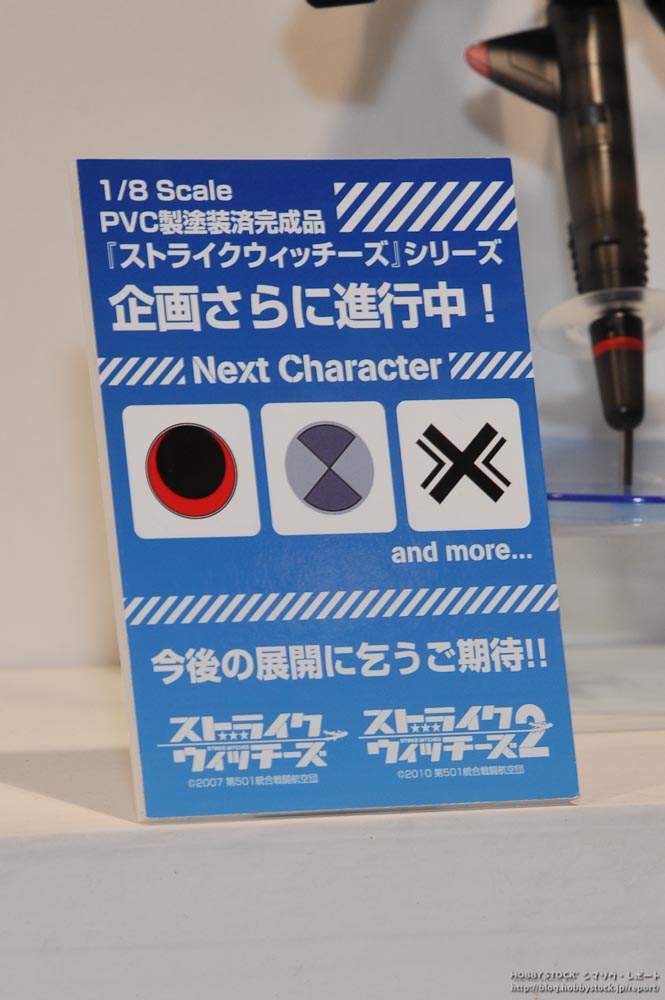 1/8 Scale
PVC製塗装済完成品
『ストライクウィッチーズ』シリーズ
企画さらに進行中！
Next Character
and more...
今後の展開に乞うご期待!!
ストライク
ウィッチーズ
©2007 第501統合戦闘航空団
ストライク
ウィッチーズ2
©2010 第501統合戦闘航空団
HOBBY STOCK
http://blog.hobbystock.jp/report/